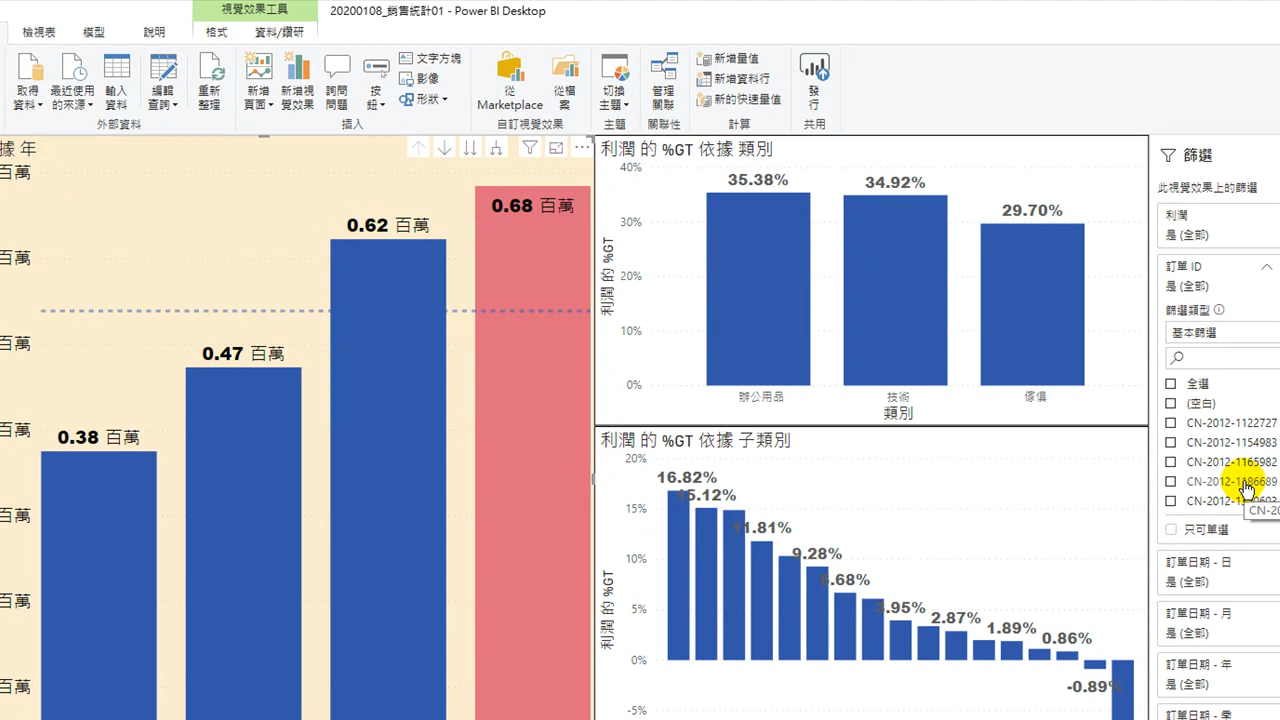 視覺效果工具
20200108_銷售統計01 - Power BI Desktop
檢視表 模型 說明 格式 資料/鑽研
取得資料 最近使用的來源 輸入資料 編輯查詢 重新整理
新增頁面 新增視覺效果 詢問問題 按鈕
文字方塊
影像
形狀
從 Marketplace 從檔案
切換主題 管理關聯
新增量值
新增資料行
新的快速量值
發行
外部資料 插入 自訂視覺效果 主題 關聯性 計算 共用
據 年
百萬
百萬
百萬
百萬
百萬
百萬
百萬
0.38 百萬
0.47 百萬
0.62 百萬
0.68 百萬
利潤 的 %GT 依據 類別
利潤 的 %GT
40%
30%
20%
10%
0%
35.38%
34.92%
29.70%
辦公用品 技術 傢俱
類別
利潤 的 %GT 依據 子類別
利潤 的 %GT
20%
15%
10%
5%
0%
-5%
16.82%
15.12%
11.81%
9.28%
6.68%
3.95%
2.87%
1.89%
0.86%
-0.89%
篩選
此視覺效果上的篩選
利潤
是 (全部)
訂單 ID
是 (全部)
篩選類型
基本篩選
全選
(空白)
CN-2012-1122727
CN-2012-1154983
CN-2012-1165982
CN-2012-1186689
CN-20
只可單選
訂單日期 - 日
是 (全部)
訂單日期 - 月
是 (全部)
訂單日期 - 年
是 (全部)
訂單日期 - 季